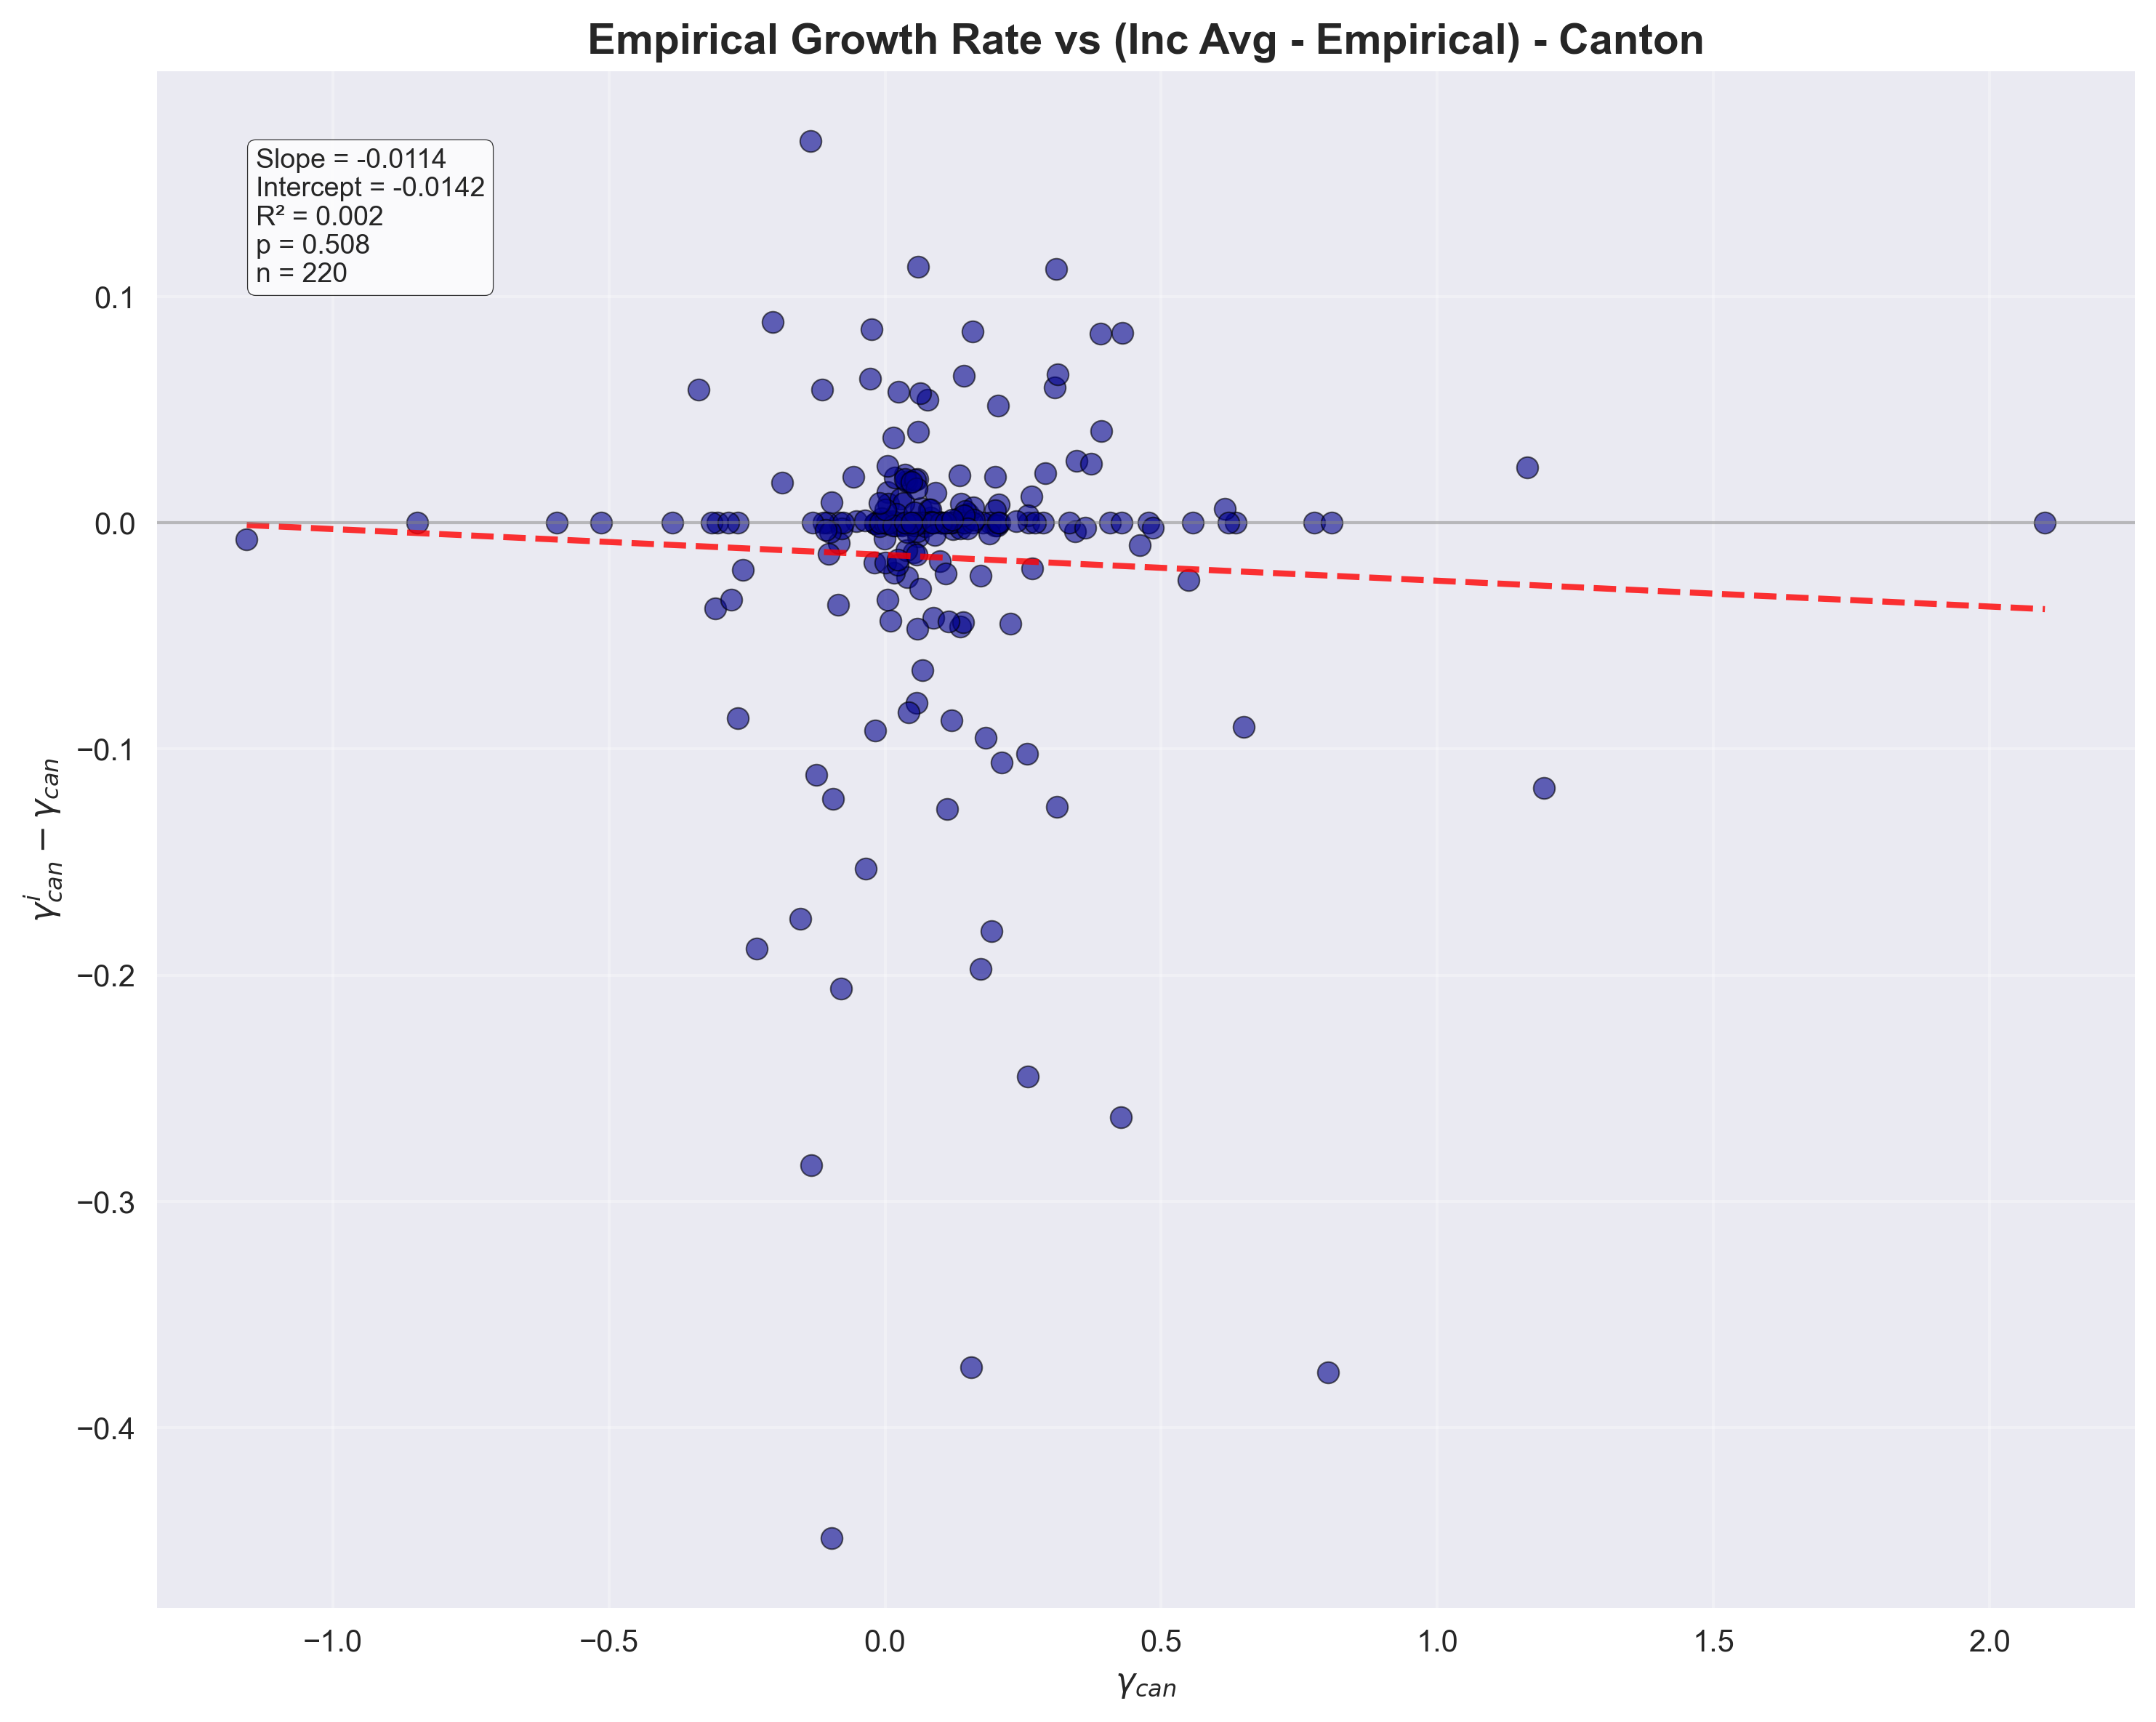 Empirical Growth Rate vs (Inc Avg - Empirical) - Canton
Slope = -0.0114
Intercept = -0.0142
R² = 0.002
p = 0.508
n = 220
0.1
0.0
−0.1
−0.2
−0.3
−0.4
γⁱ_can − γ_can
−1.0
−0.5
0.0
0.5
1.0
1.5
2.0
γ_can